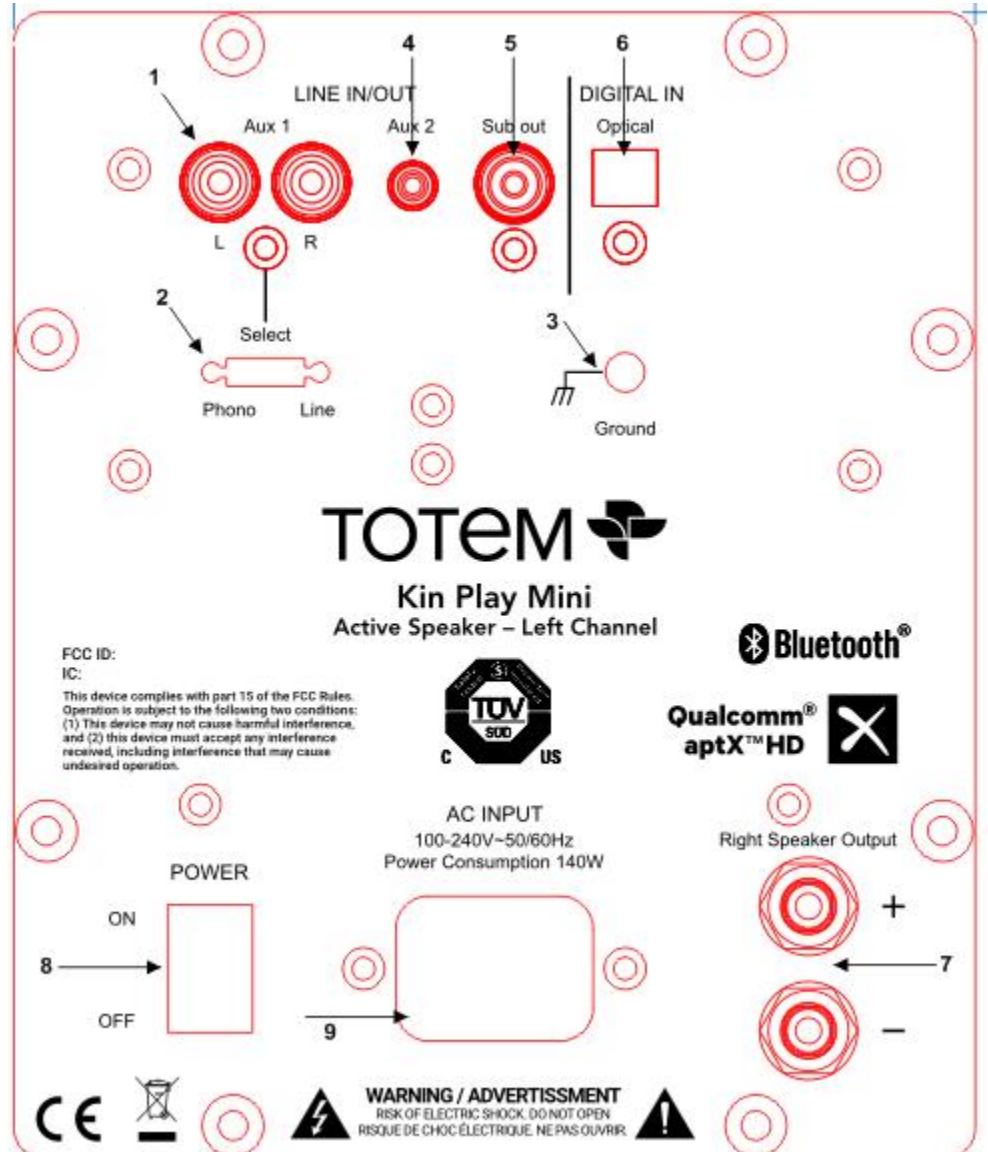 4 5 6
1
LINE IN/OUT DIGITAL IN
Aux 1 Aux 2 Sub out Optical
L R
2
Select
3
Phono Line
Ground
TOTEM
Kin Play Mini
Active Speaker – Left Channel
Bluetooth®
FCC ID:
IC:
This device complies with part 15 of the FCC Rules.
Operation is subject to the following two conditions:
(1) This device may not cause harmful interference,
and (2) this device must accept any interference
received, including interference that may cause
undesired operation.
TÜV
SÜD
C US
Qualcomm®
aptX™ HD
AC INPUT
100-240V~50/60Hz
Power Consumption 140W
Right Speaker Output
POWER
ON
+
8
7
OFF
9
–
CE
WARNING / ADVERTISSMENT
RISK OF ELECTRIC SHOCK. DO NOT OPEN
RISQUE DE CHOC ÉLECTRIQUE. NE PAS OUVRIR.